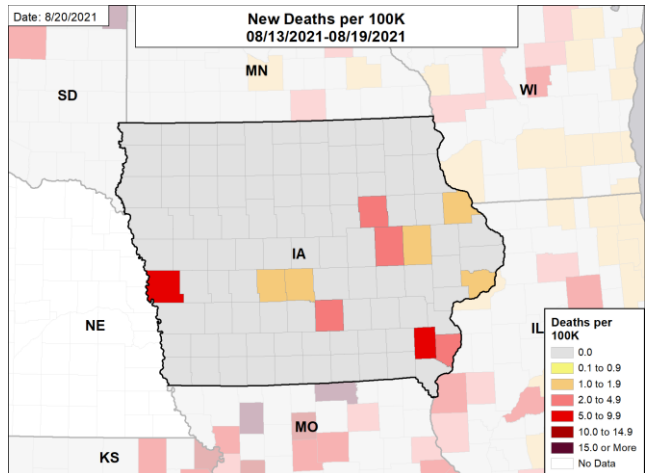 Date: 8/20/2021
New Deaths per 100K
08/13/2021-08/19/2021
MN
SD
WI
IA
NE
IL
MO
KS
Deaths per
100K
0.0
0.1 to 0.9
1.0 to 1.9
2.0 to 4.9
5.0 to 9.9
10.0 to 14.9
15.0 or More
No Data